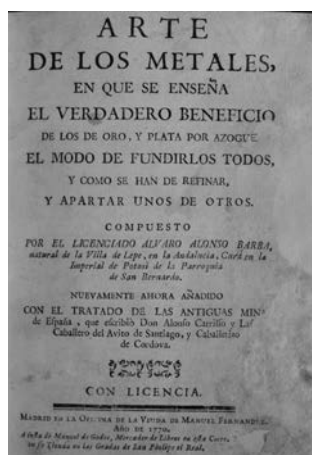 ARTE
DE LOS METALES,
EN QUE SE ENSEÑA
EL VERDADERO BENEFICIO
DE LOS DE ORO, Y PLATA POR AZOGUE
EL MODO DE FUNDIRLOS TODOS,
Y COMO SE HAN DE REFINAR,
Y APARTAR UNOS DE OTROS.
COMPUESTO
POR EL LICENCIADO ALVARO ALONSO BARBA,
natural de la Villa de Lepe, en la Andalucia, Cura en la
Imperial de Potosi de la Parroquia
de San Bernardo.
NUEVAMENTE AHORA AÑADIDO
CON EL TRATADO DE LAS ANTIGUAS MIN
de España, que escribiò Don Alonso Carrillo y Las
Caballero del Avito de Santiago, y Caballerizo
de Cordova.
CON LICENCIA.
MADRID EN LA OFICINA DE LA VIUDA DE MANUEL FERNANDEZ.
AÑO DE 1770.
A costa de Manuel de Godos, Mercader de Libros en esta Corte.
en su Tienda en las Gradas de San Phelipe el Real.